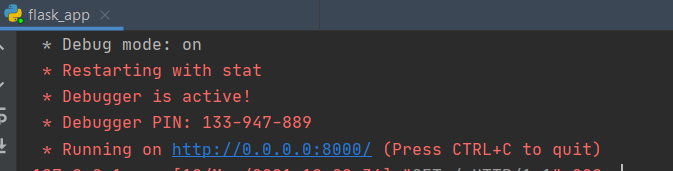 flask_app
* Debug mode: on
* Restarting with stat
* Debugger is active!
* Debugger PIN: 133-947-889
* Running on http://0.0.0.0:8000/ (Press CTRL+C to quit)